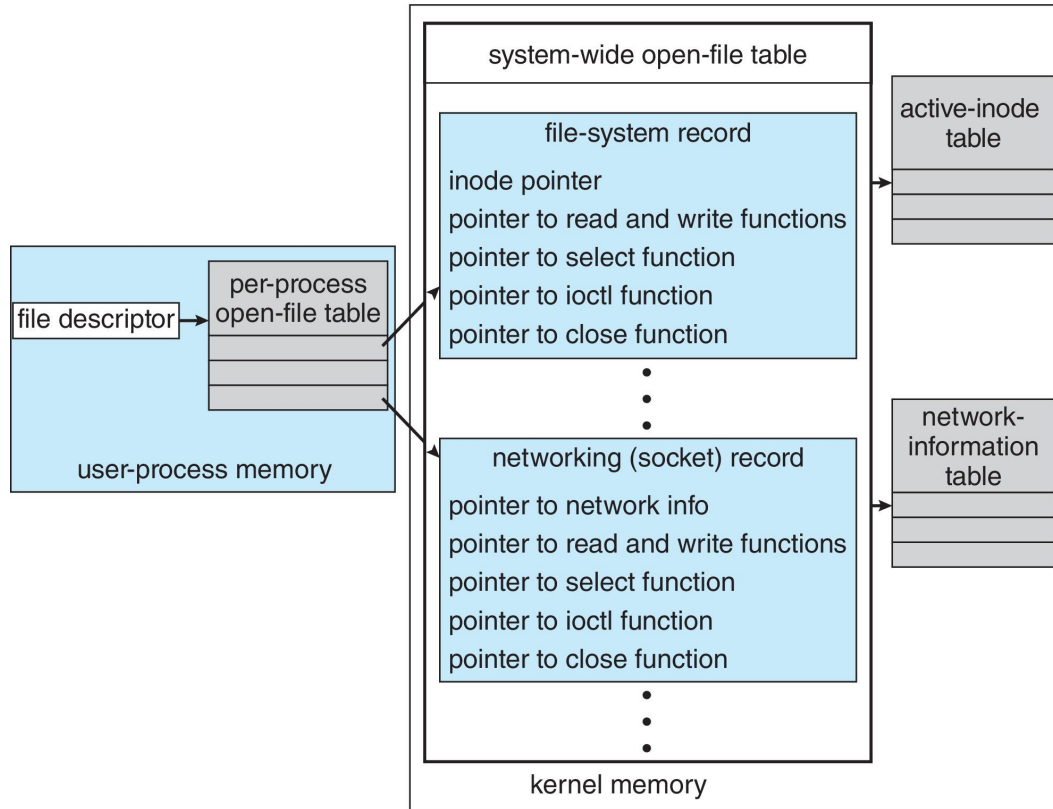 system-wide open-file table
file-system record
inode pointer
pointer to read and write functions
pointer to select function
pointer to ioctl function
pointer to close function
active-inode
table
file descriptor
per-process
open-file table
user-process memory
networking (socket) record
pointer to network info
pointer to read and write functions
pointer to select function
pointer to ioctl function
pointer to close function
network-
information
table
kernel memory